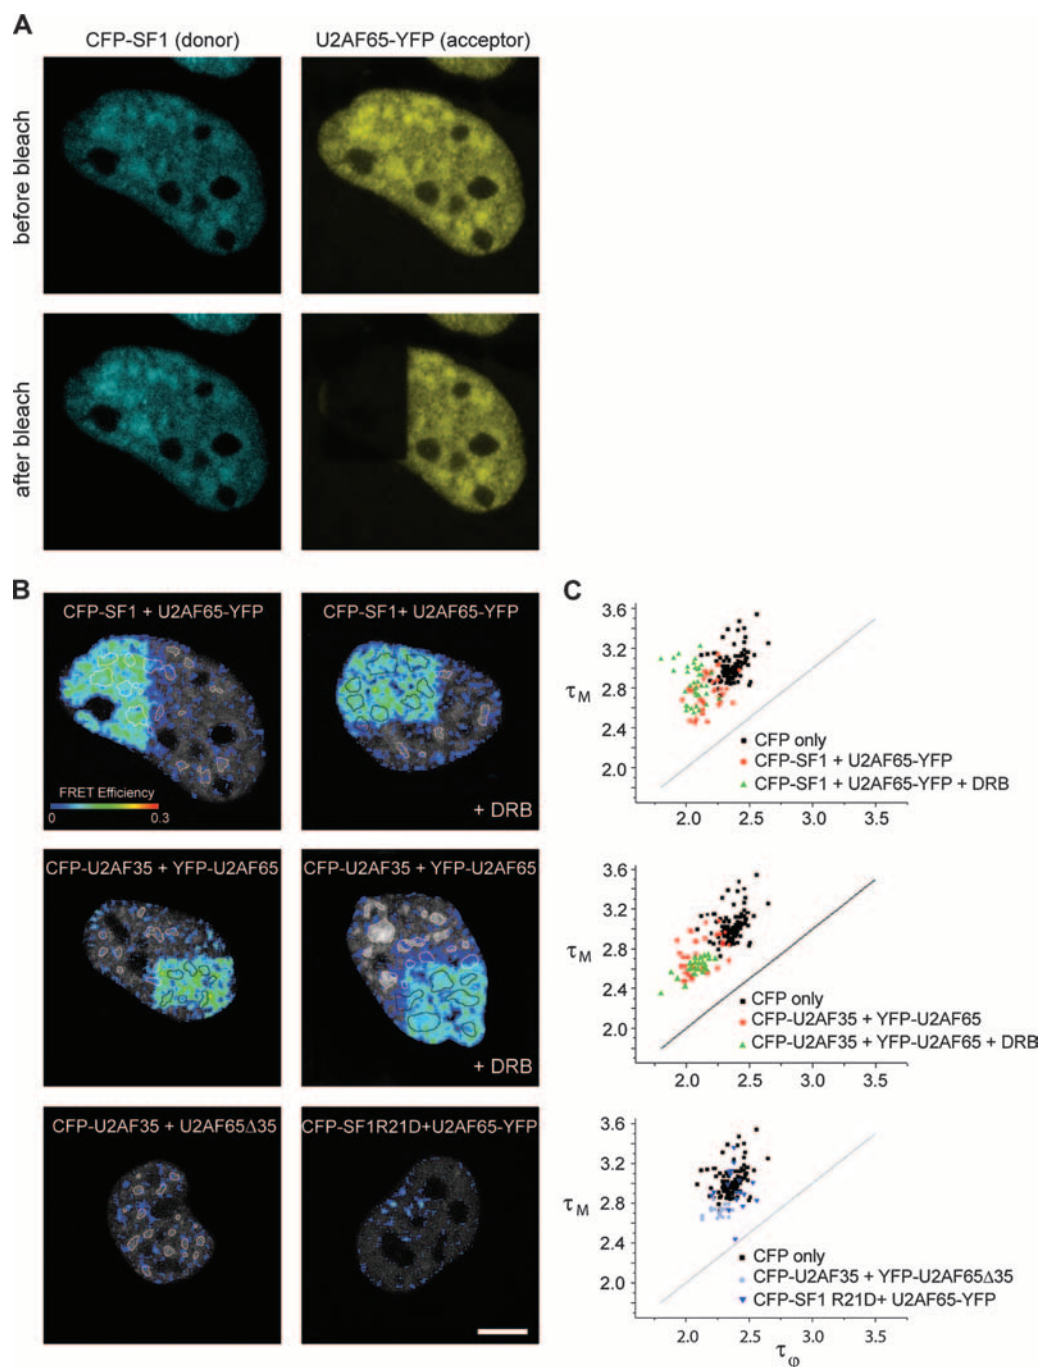 A
CFP-SF1 (donor)
U2AF65-YFP (acceptor)
before bleach
after bleach
B
CFP-SF1 + U2AF65-YFP
FRET Efficiency
0
0.3
CFP-SF1+ U2AF65-YFP
+ DRB
CFP-U2AF35 + YFP-U2AF65
CFP-U2AF35 + YFP-U2AF65
+ DRB
CFP-U2AF35 + U2AF65Δ35
CFP-SF1R21D+U2AF65-YFP
C
3.6
3.2
2.8
2.4
2.0
τM
CFP only
CFP-SF1 + U2AF65-YFP
CFP-SF1 + U2AF65-YFP + DRB
2.0
2.5
3.0
3.5
3.6
3.2
2.8
2.4
2.0
τM
CFP only
CFP-U2AF35 + YFP-U2AF65
CFP-U2AF35 + YFP-U2AF65 + DRB
2.0
2.5
3.0
3.5
3.6
3.2
2.8
2.4
2.0
τM
CFP only
CFP-U2AF35 + YFP-U2AF65Δ35
CFP-SF1 R21D+ U2AF65-YFP
2.0
2.5
3.0
3.5
τφ